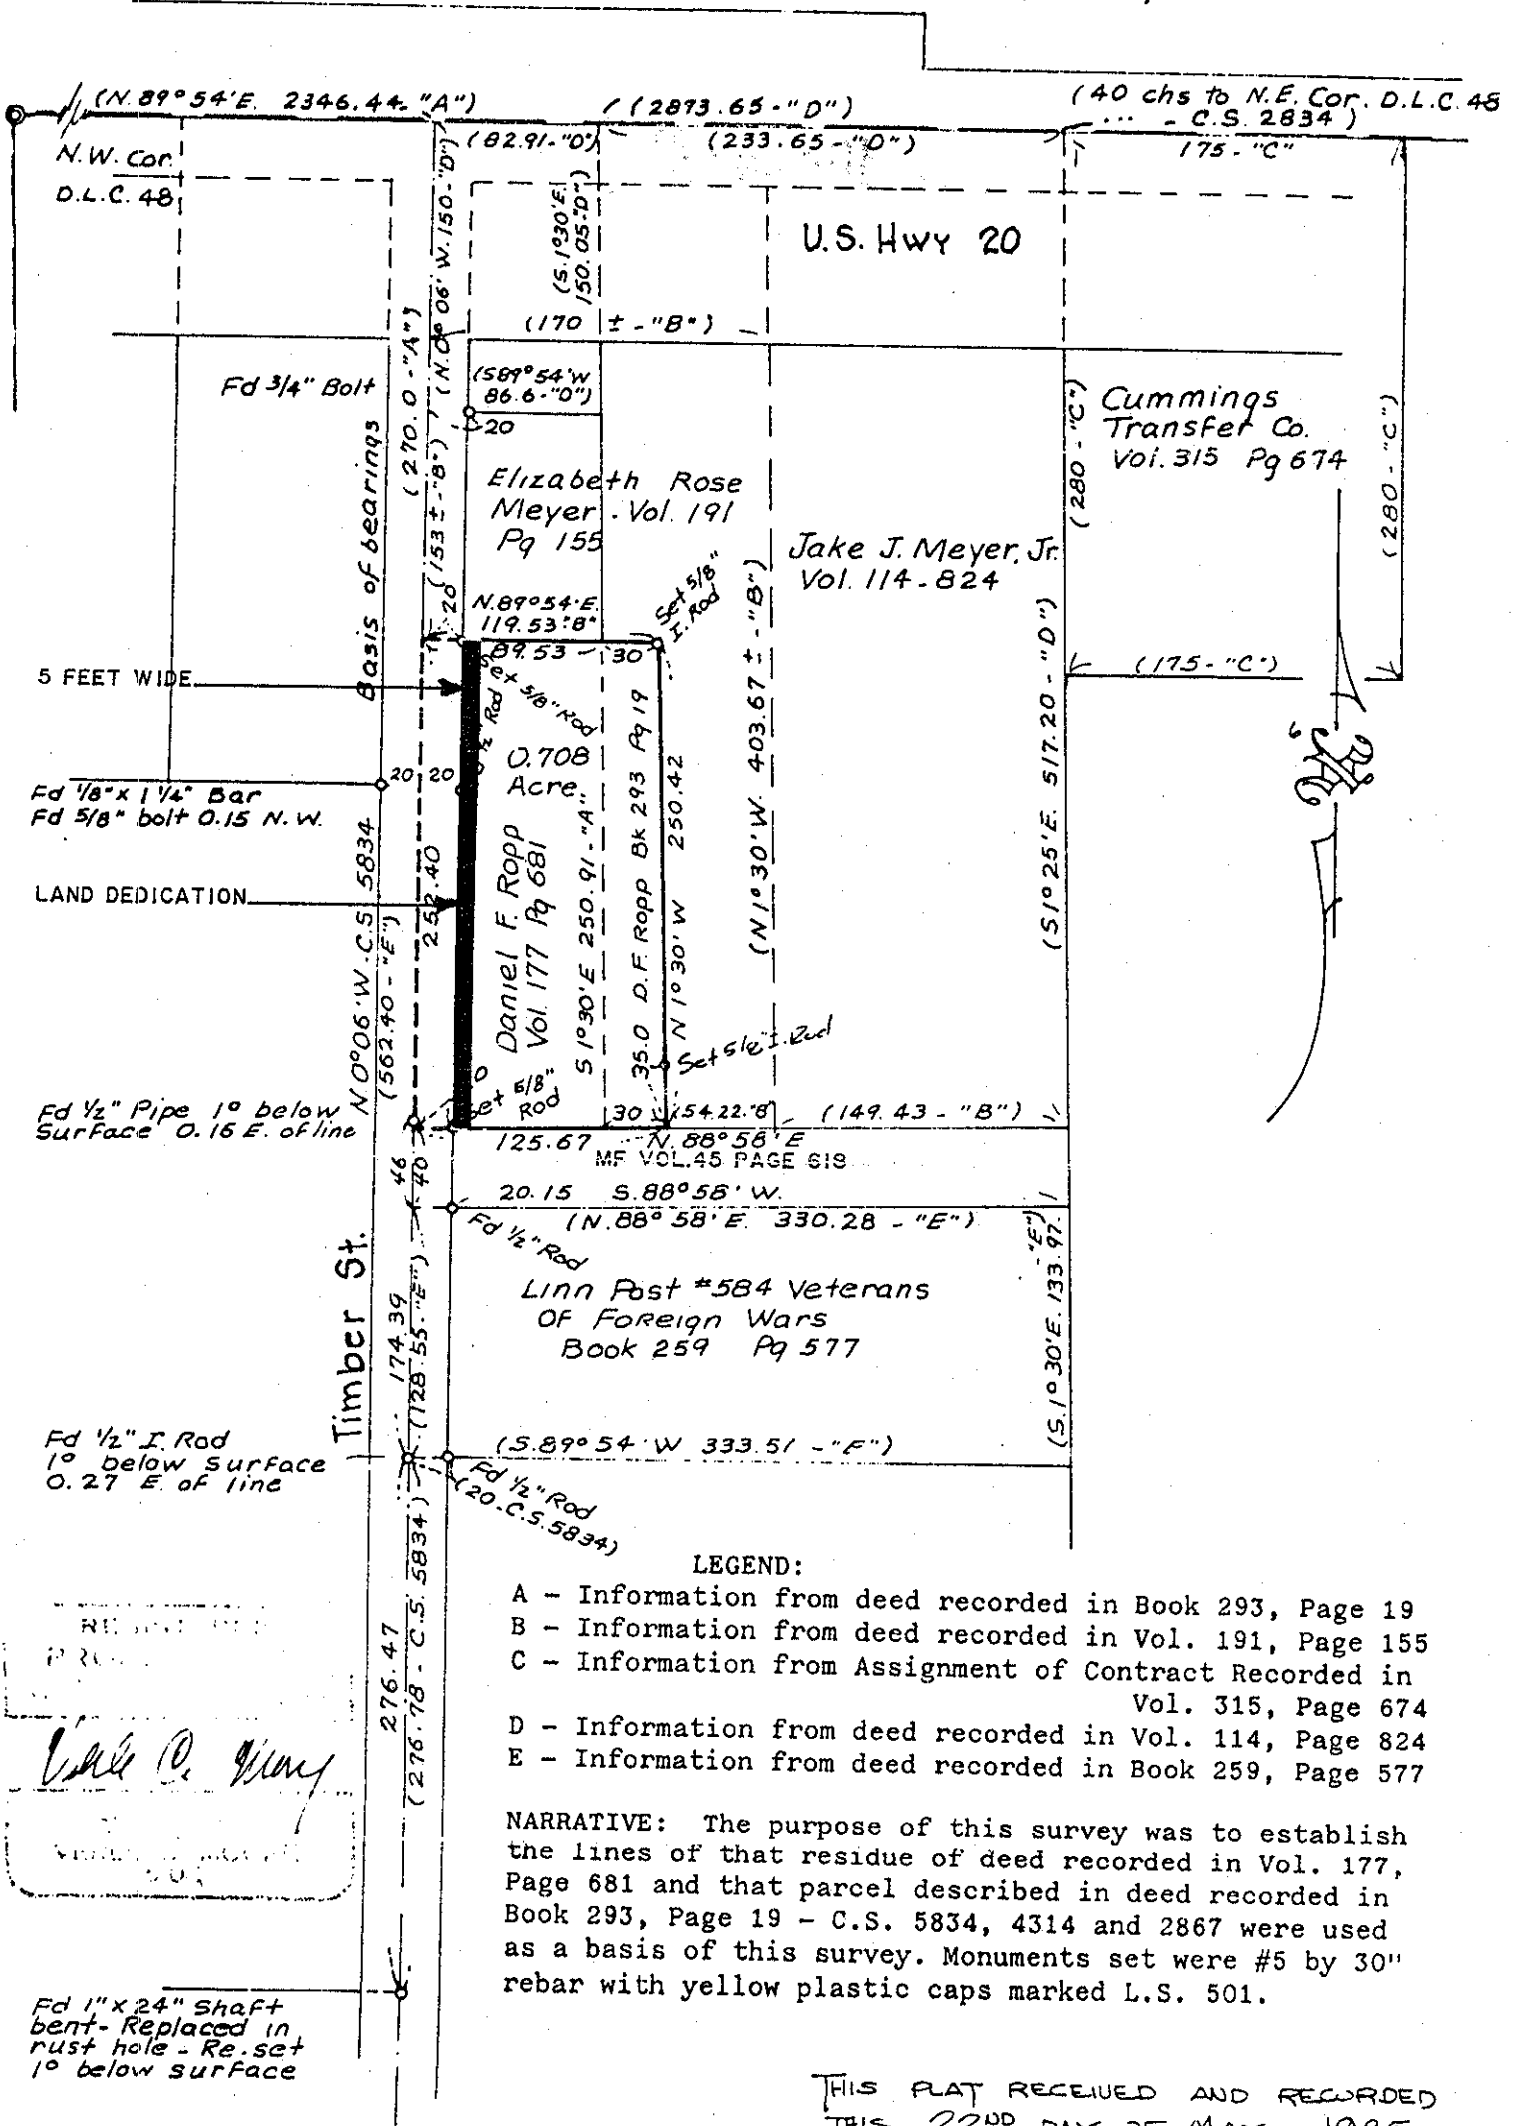 (N.89°54'E. 2346.44-"A")
(2873.65-"D")
(40 chs to N.E. Cor. D.L.C. 48
... - C.S. 2834)
(82.91-"D")
(233.65-"D")
175-"C"
N.W. Cor.
D.L.C. 48
(N.0°06'W.150-"D")
(S.1°30'E.
150.05-"D")
U.S. HWY 20
(170 ± -"B")
(270.0-"A")
Fd 3/4" Bolt
(S89°54'W
86.6-"D")
20
(280-"C")
Cummings
Transfer Co.
Vol. 315 Pg 674
(280-"C")
Basis of bearings
(153±-"B")
Elizabeth Rose
Meyer. Vol. 191
Pg 155
Jake J. Meyer, Jr.
Vol. 114-824
20
N.89°54'E.
119.53-"B"
Set 5/8"
I. Rod
89.53
30
(N1°30'W. 403.67±-"B")
(S1°25'E. 517.20-"D")
(175-"C")
5 FEET WIDE
Set 5/8" Rod
1/2" Rod
0.708
Acre
20 20
Fd 1/8" x 1 1/4" Bar
Fd 5/8" bolt 0.15 N.W.
LAND DEDICATION
N0°06'W-C.S 5834
(562.40-"E")
252.40
Daniel F. Ropp
Vol. 177 Pg 681
S1°30'E 250.91-"A"
35.0 D.F. Ropp Bk 293 Pg 19
N1°30'W 250.42
Set 5/8" I. Rod
Set 5/8"
Rod
Fd 1/2" Pipe 1° below
Surface 0.16 E. of line
30
(54.22-"B")
(149.43-"B")
125.67
N.88°58'E
MF VOL.45 PAGE 618
46
40
20.15 S.88°58'W.
(N.88°58'E. 330.28-"E")
Fd 1/2" Rod
(S.1°30'E. 133.97-"E")
Timber St.
174.39
(128.55-"E")
Linn Post #584 Veterans
OF Foreign Wars
Book 259 Pg 577
Fd 1/2" I. Rod
1° below surface
0.27 E. of line
(S.89°54'W 333.51-"E")
Fd 1/2" Rod
(20-C.S.5834)
276.47
(276.78-C.S. 5834)
LEGEND:
A - Information from deed recorded in Book 293, Page 19
B - Information from deed recorded in Vol. 191, Page 155
C - Information from Assignment of Contract Recorded in
Vol. 315, Page 674
D - Information from deed recorded in Vol. 114, Page 824
E - Information from deed recorded in Book 259, Page 577
NARRATIVE: The purpose of this survey was to establish
the lines of that residue of deed recorded in Vol. 177,
Page 681 and that parcel described in deed recorded in
Book 293, Page 19 - C.S. 5834, 4314 and 2867 were used
as a basis of this survey. Monuments set were #5 by 30"
rebar with yellow plastic caps marked L.S. 501.
Fd 1" x 24" Shaft
bent-Replaced in
rust hole-Re-set
1° below surface
THIS PLAT RECEIVED AND RECORDED
THIS 22ND DAY OF